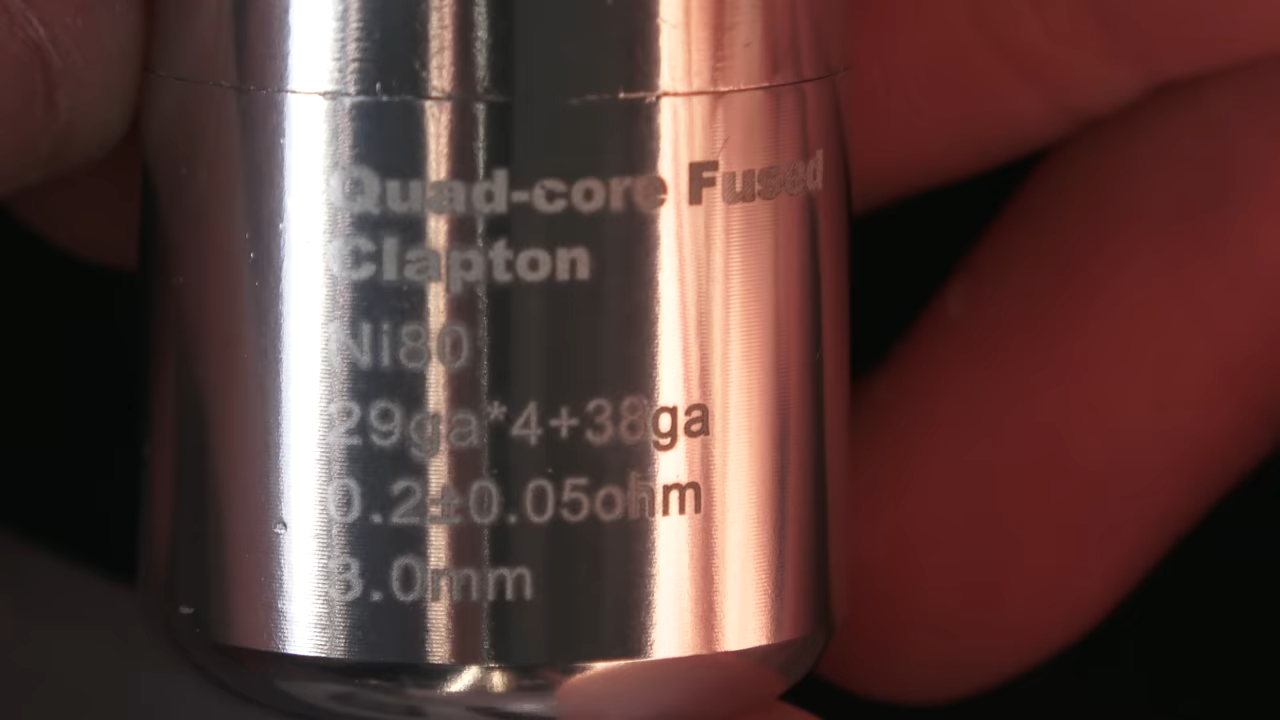 Quad-core Fused
Clapton
Ni80
29ga*4+38ga
0.2±0.05ohm
3.0mm